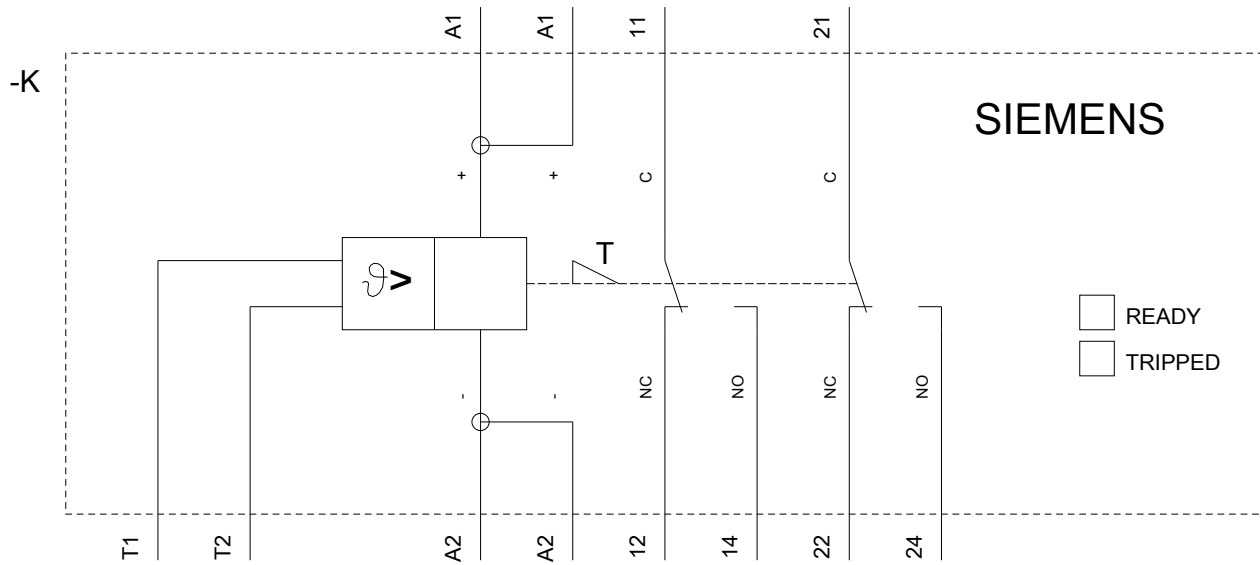 A1 A1 11 21
-K
SIEMENS
+ + C C
T
ϑ>
READY
TRIPPED
- - NC NO NC NO
T1 T2 A2 A2 12 14 22 24